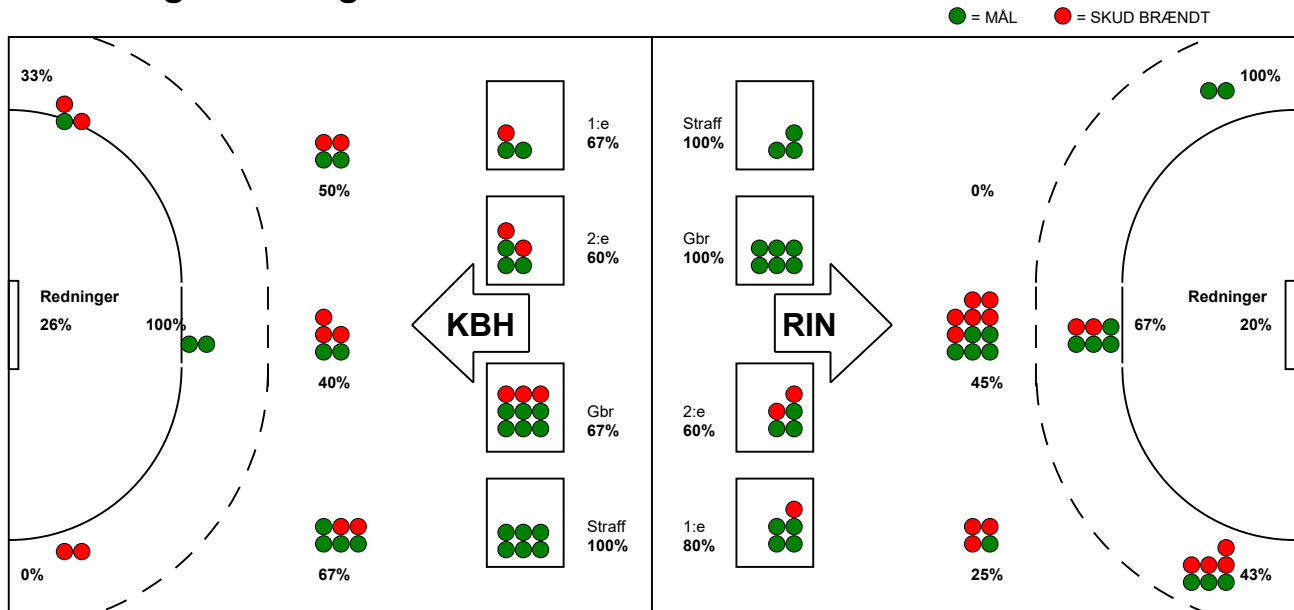 = MÅL
= SKUD BRÆNDT
33%
100%
1:e
67%
Straff
100%
50%
0%
2:e
60%
Gbr
100%
Redninger
26%
100%
KBH
RIN
67%
Redninger
20%
40%
45%
Gbr
67%
2:e
60%
Straff
100%
1:e
80%
0%
67%
25%
43%